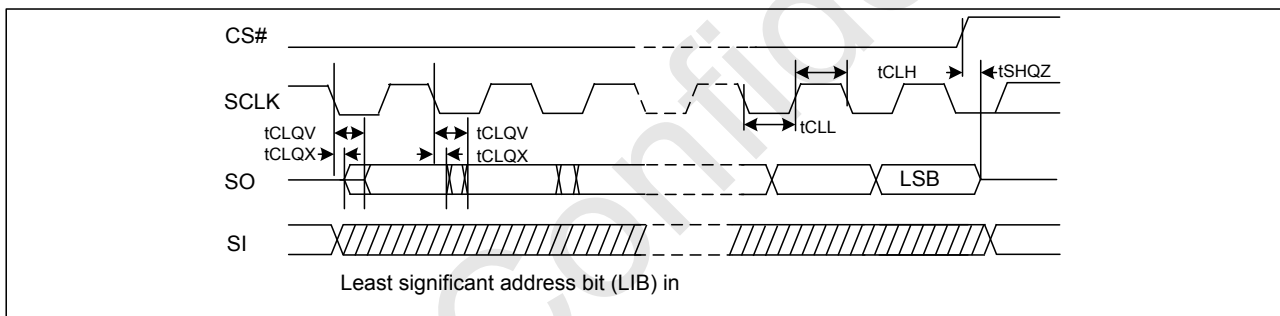 CS#
tCLH
tSHQZ
SCLK
tCLL
tCLQV
tCLQV
tCLQX
tCLQX
SO
LSB
SI
Least significant address bit (LIB) in